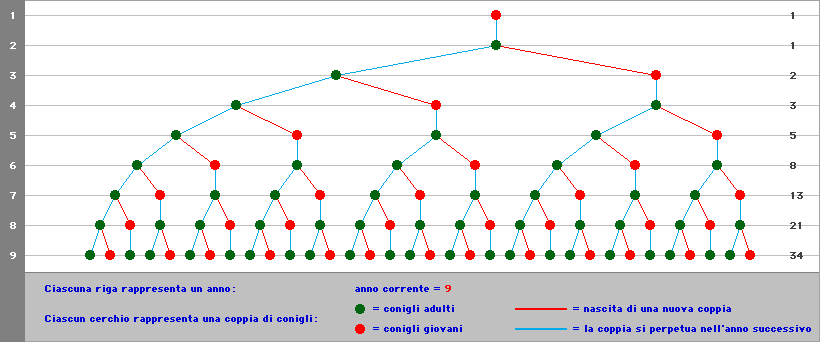 1 1
2 1
3 2
4 3
5 5
6 8
7 13
8 21
9 34
Ciascuna riga rappresenta un anno:
anno corrente = 9
= conigli adulti
= nascita di una nuova coppia
Ciascun cerchio rappresenta una coppia di conigli:
= conigli giovani
= la coppia si perpetua nell'anno successivo